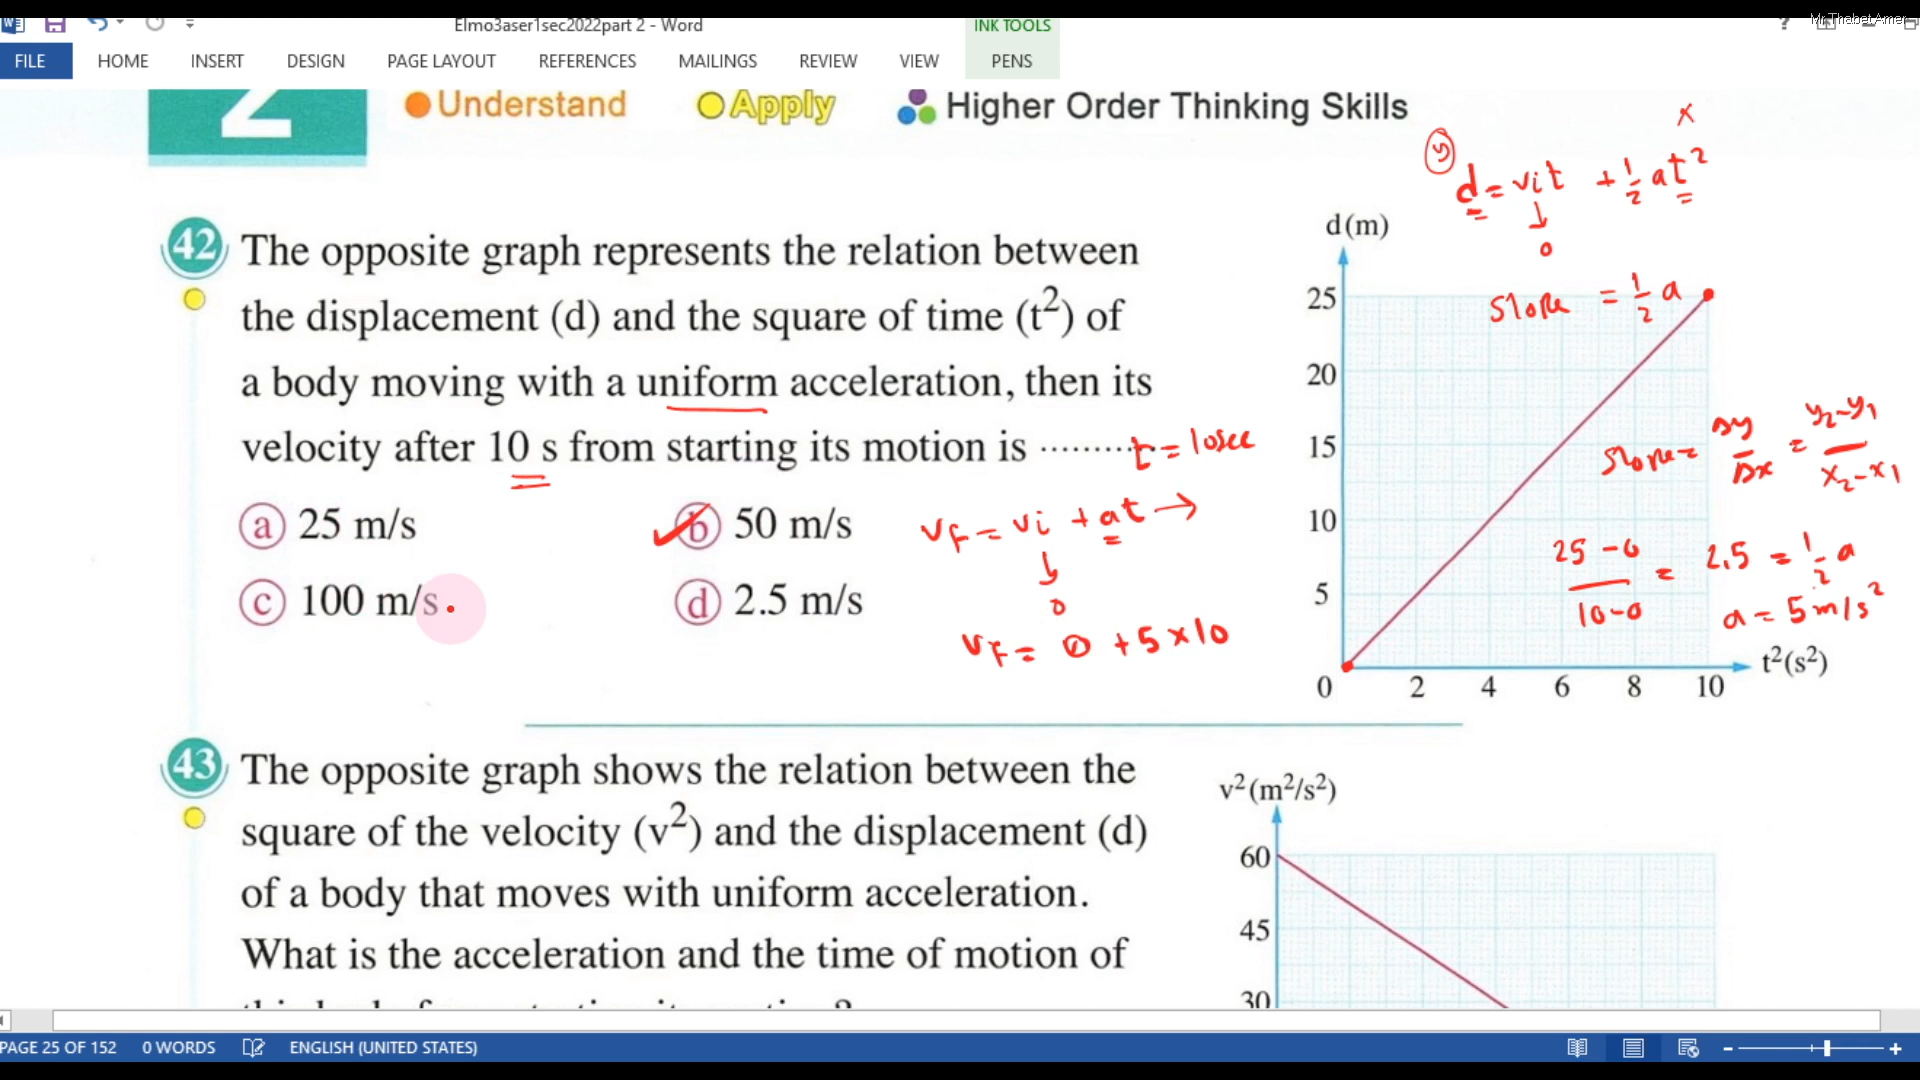 Elmo3aser1sec2022part 2 - Word
INK TOOLS
Mr.Thabet Amer
FILE HOME INSERT DESIGN PAGE LAYOUT REFERENCES MAILINGS REVIEW VIEW PENS
2
Understand
Apply
Higher Order Thinking Skills
42 The opposite graph represents the relation between
the displacement (d) and the square of time (t²) of
a body moving with a uniform acceleration, then its
velocity after 10 s from starting its motion is ..........
t = 10sec
a 25 m/s
b 50 m/s
c 100 m/s
d 2.5 m/s
vf = vi + at →
0
vf = 0 + 5 x 10
x
y
d = vit + ½ at²
0
d (m)
Slope = ½ a
25
20
15
10
5
0 2 4 6 8 10
t²(s²)
Slope = Δy/Δx = y₂-y₁/x₂-x₁
25 - 0/10 - 0 = 2.5 = ½ a
a = 5 m/s²
43 The opposite graph shows the relation between the
square of the velocity (v²) and the displacement (d)
of a body that moves with uniform acceleration.
What is the acceleration and the time of motion of
v²(m²/s²)
60
45
30
PAGE 25 OF 152 0 WORDS ENGLISH (UNITED STATES)